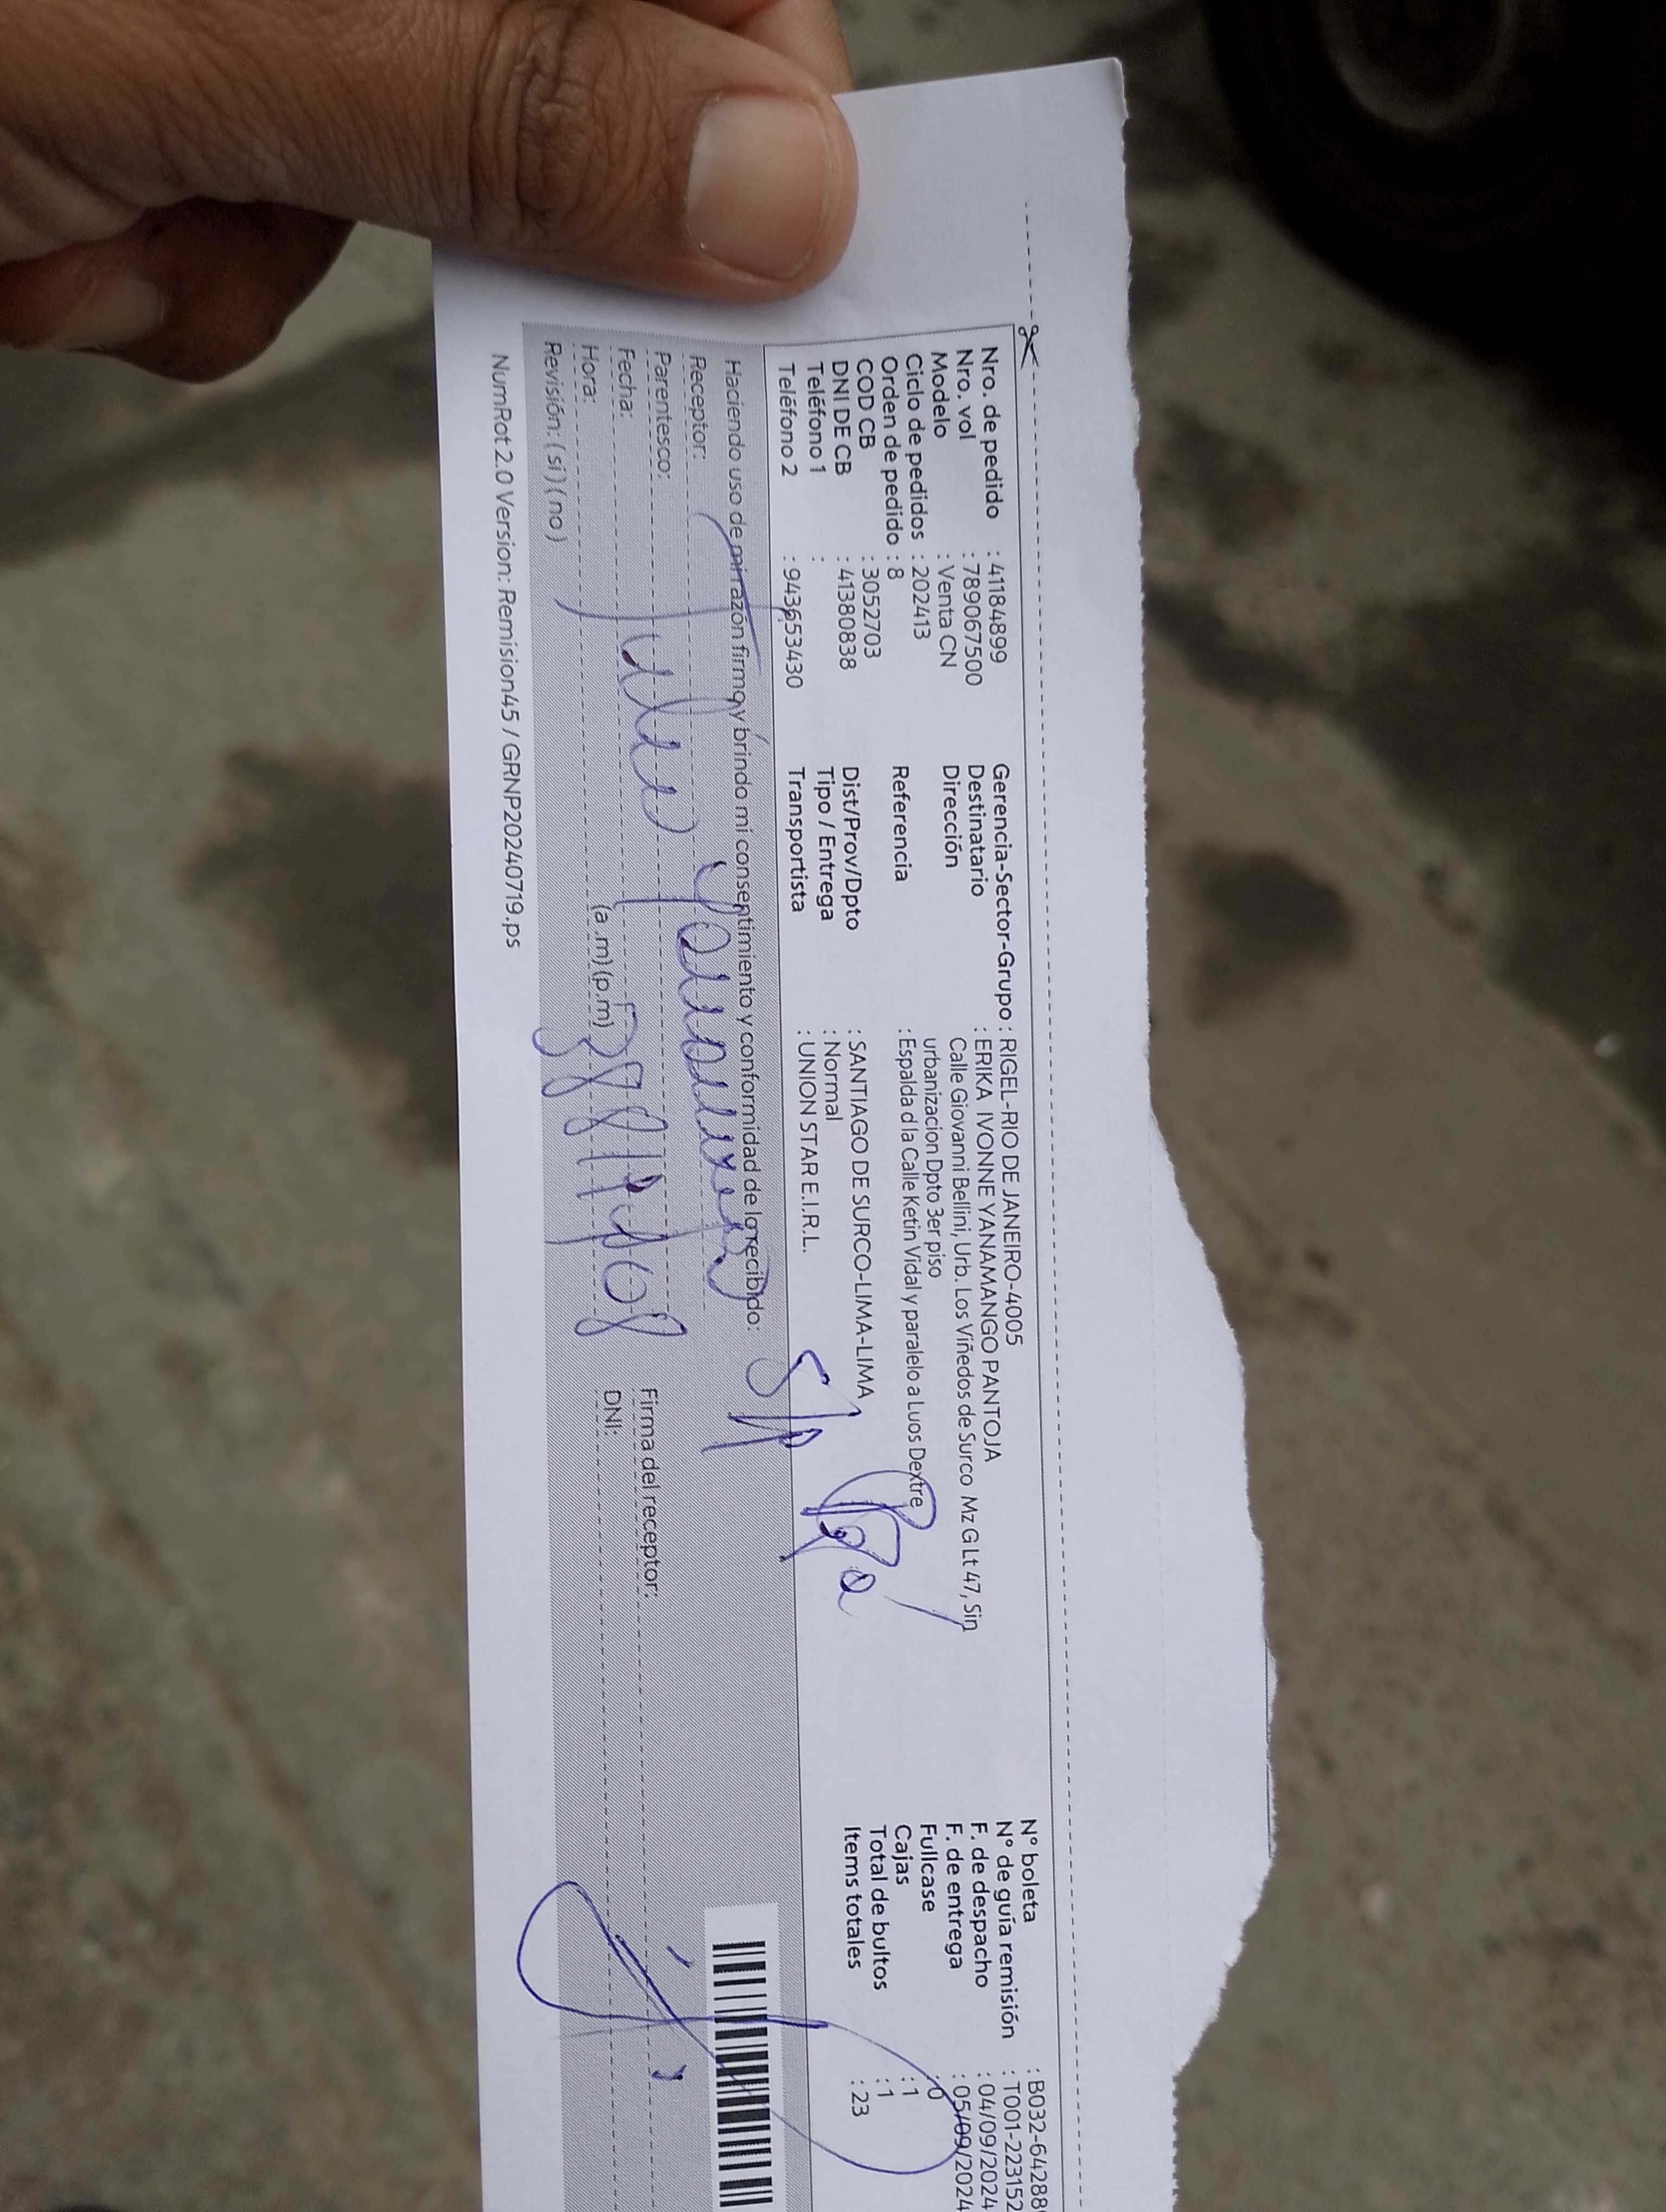 Nro. de pedido : 41184899
Nro. vol : 789067500
Modelo : Venta CN
Ciclo de pedidos : 202413
Orden de pedido : 8
COD CB : 3052703
DNI DE CB : 41380838
Teléfono 1 :
Teléfono 2 : 943653430
Gerencia-Sector-Grupo : RIGEL-RIO DE JANEIRO-4005
Destinatario : ERIKA IVONNE YANAMANGO PANTOJA
Dirección Calle Giovanni Bellini, Urb. Los Viñedos de Surco Mz G Lt 47, Sin
urbanizacion Dpto 3er piso
Referencia : Espalda d la Calle Ketin Vidal y paralelo a Luos Dextre
Dist/Prov/Dpto : SANTIAGO DE SURCO-LIMA-LIMA
Tipo / Entrega : Normal
Transportista : UNION STAR E.I.R.L.
N° boleta : B032-64288
N° de guía remisión : T001-223152
F. de despacho : 04/09/2024
F. de entrega : 05/09/2024
Fullcase : 0
Cajas : 1
Total de bultos : 1
Items totales : 23
Haciendo uso de mi razón firmo y brindo mi consentimiento y conformidad de lo recibido:
Receptor:
Parentesco:
Fecha:
Hora: (a.m) (p.m)
Revisión: ( si ) ( no )
Firma del receptor:
DNI:
NumRot 2.0 Version: Remision45 / GRNP20240719.ps